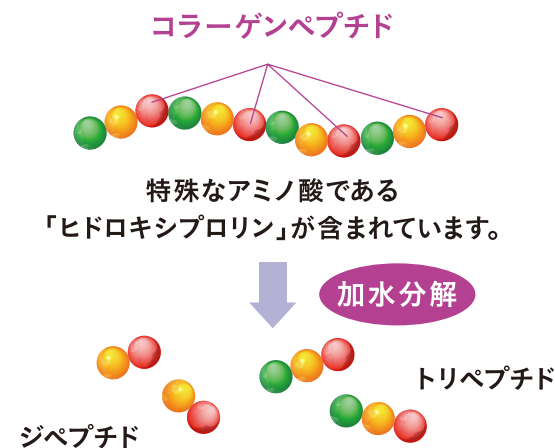 コラーゲンペプチド
特殊なアミノ酸である
「ヒドロキシプロリン」が含まれています。
加水分解
トリペプチド
ジペプチド